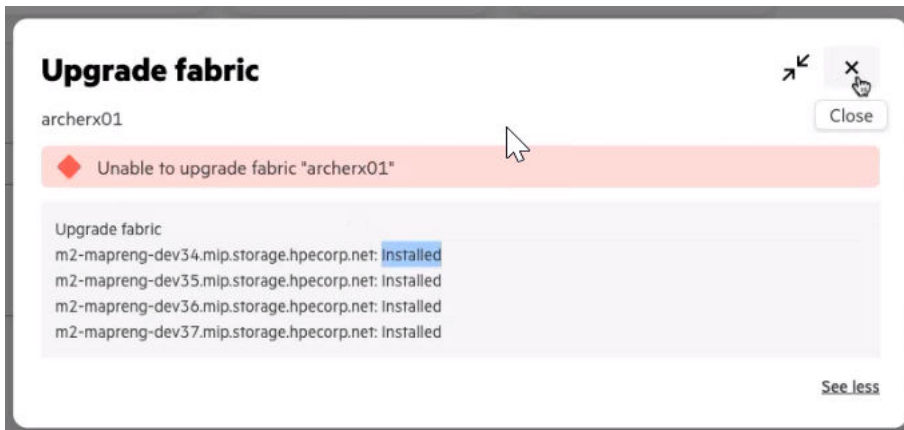 Upgrade fabric
Close
archerx01
Unable to upgrade fabric "archerx01"
Upgrade fabric
m2-mapreng-dev34.mip.storage.hpecorp.net: Installed
m2-mapreng-dev35.mip.storage.hpecorp.net: Installed
m2-mapreng-dev36.mip.storage.hpecorp.net: Installed
m2-mapreng-dev37.mip.storage.hpecorp.net: Installed
See less